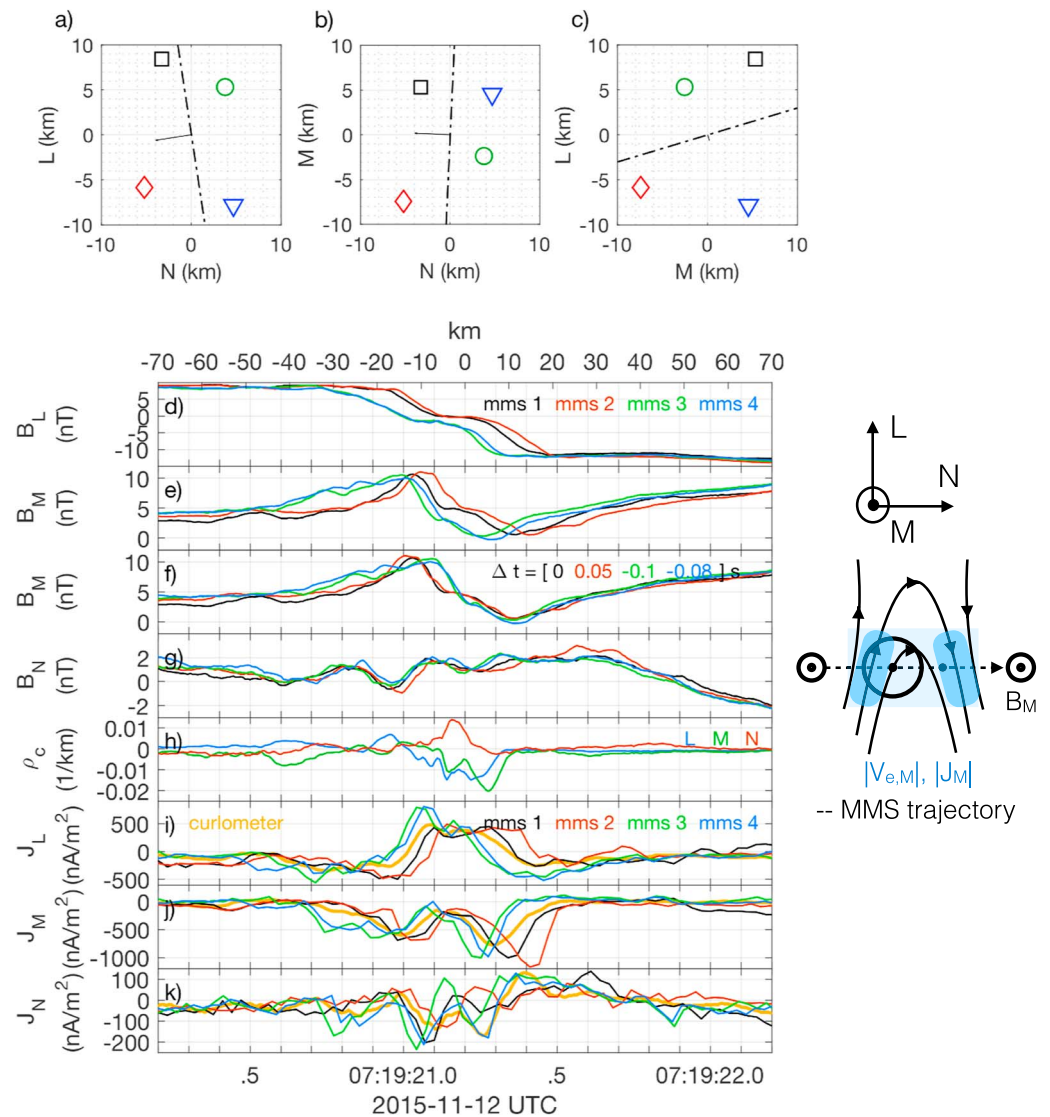 a)
b)
c)
10
5
0
-5
-10
L (km)
-10 0 10
N (km)
10
5
0
-5
-10
M (km)
-10 0 10
N (km)
10
5
0
-5
-10
L (km)
-10 0 10
M (km)
km
-70 -60 -50 -40 -30 -20 -10 0 10 20 30 40 50 60 70
d)
mms 1 mms 2 mms 3 mms 4
B_L (nT)
5
0
-5
-10
e)
B_M (nT)
10
5
0
f)
Δ t = [ 0 0.05 -0.1 -0.08 ] s
B_M (nT)
10
5
0
g)
B_N (nT)
2
0
-2
h)
L M N
ρ_c (1/km)
0.01
0
-0.01
-0.02
i) curlometer
mms 1 mms 2 mms 3 mms 4
J_L (nA/m²)
500
0
-500
j)
J_M (nA/m²)
0
-500
-1000
k)
J_N (nA/m²)
100
0
-100
-200
.5 07:19:21.0 .5 07:19:22.0
2015-11-12 UTC
L
N
M
B_M
|V_e,M|, |J_M|
-- MMS trajectory